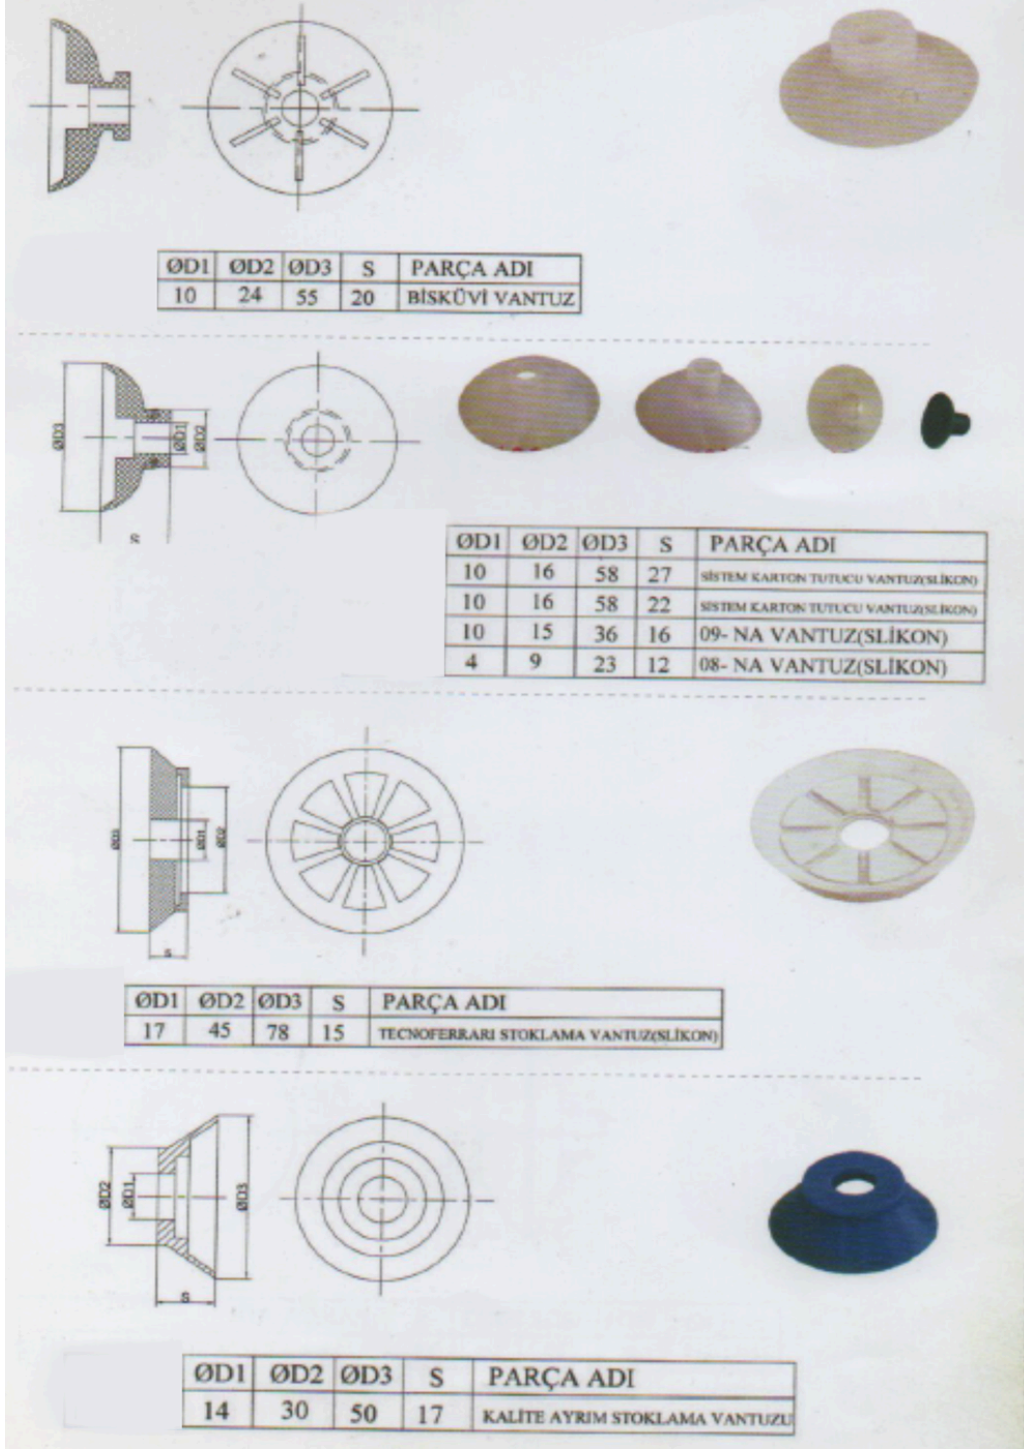 ØD1 ØD2 ØD3 S PARÇA ADI
10 24 55 20 BİSKÜVİ VANTUZ
ØD3 ØD1 ØD2
S
ØD1 ØD2 ØD3 S PARÇA ADI
10 16 58 27 SİSTEM KARTON TUTUCU VANTUZ(SLİKON)
10 16 58 22 SİSTEM KARTON TUTUCU VANTUZ(SLİKON)
10 15 36 16 09- NA VANTUZ(SLİKON)
4 9 23 12 08- NA VANTUZ(SLİKON)
ØD3 ØD1 ØD2
S
ØD1 ØD2 ØD3 S PARÇA ADI
17 45 78 15 TECNOFERRARI STOKLAMA VANTUZ(SLİKON)
ØD2 ØD1 ØD3
S
ØD1 ØD2 ØD3 S PARÇA ADI
14 30 50 17 KALİTE AYRIM STOKLAMA VANTUZU